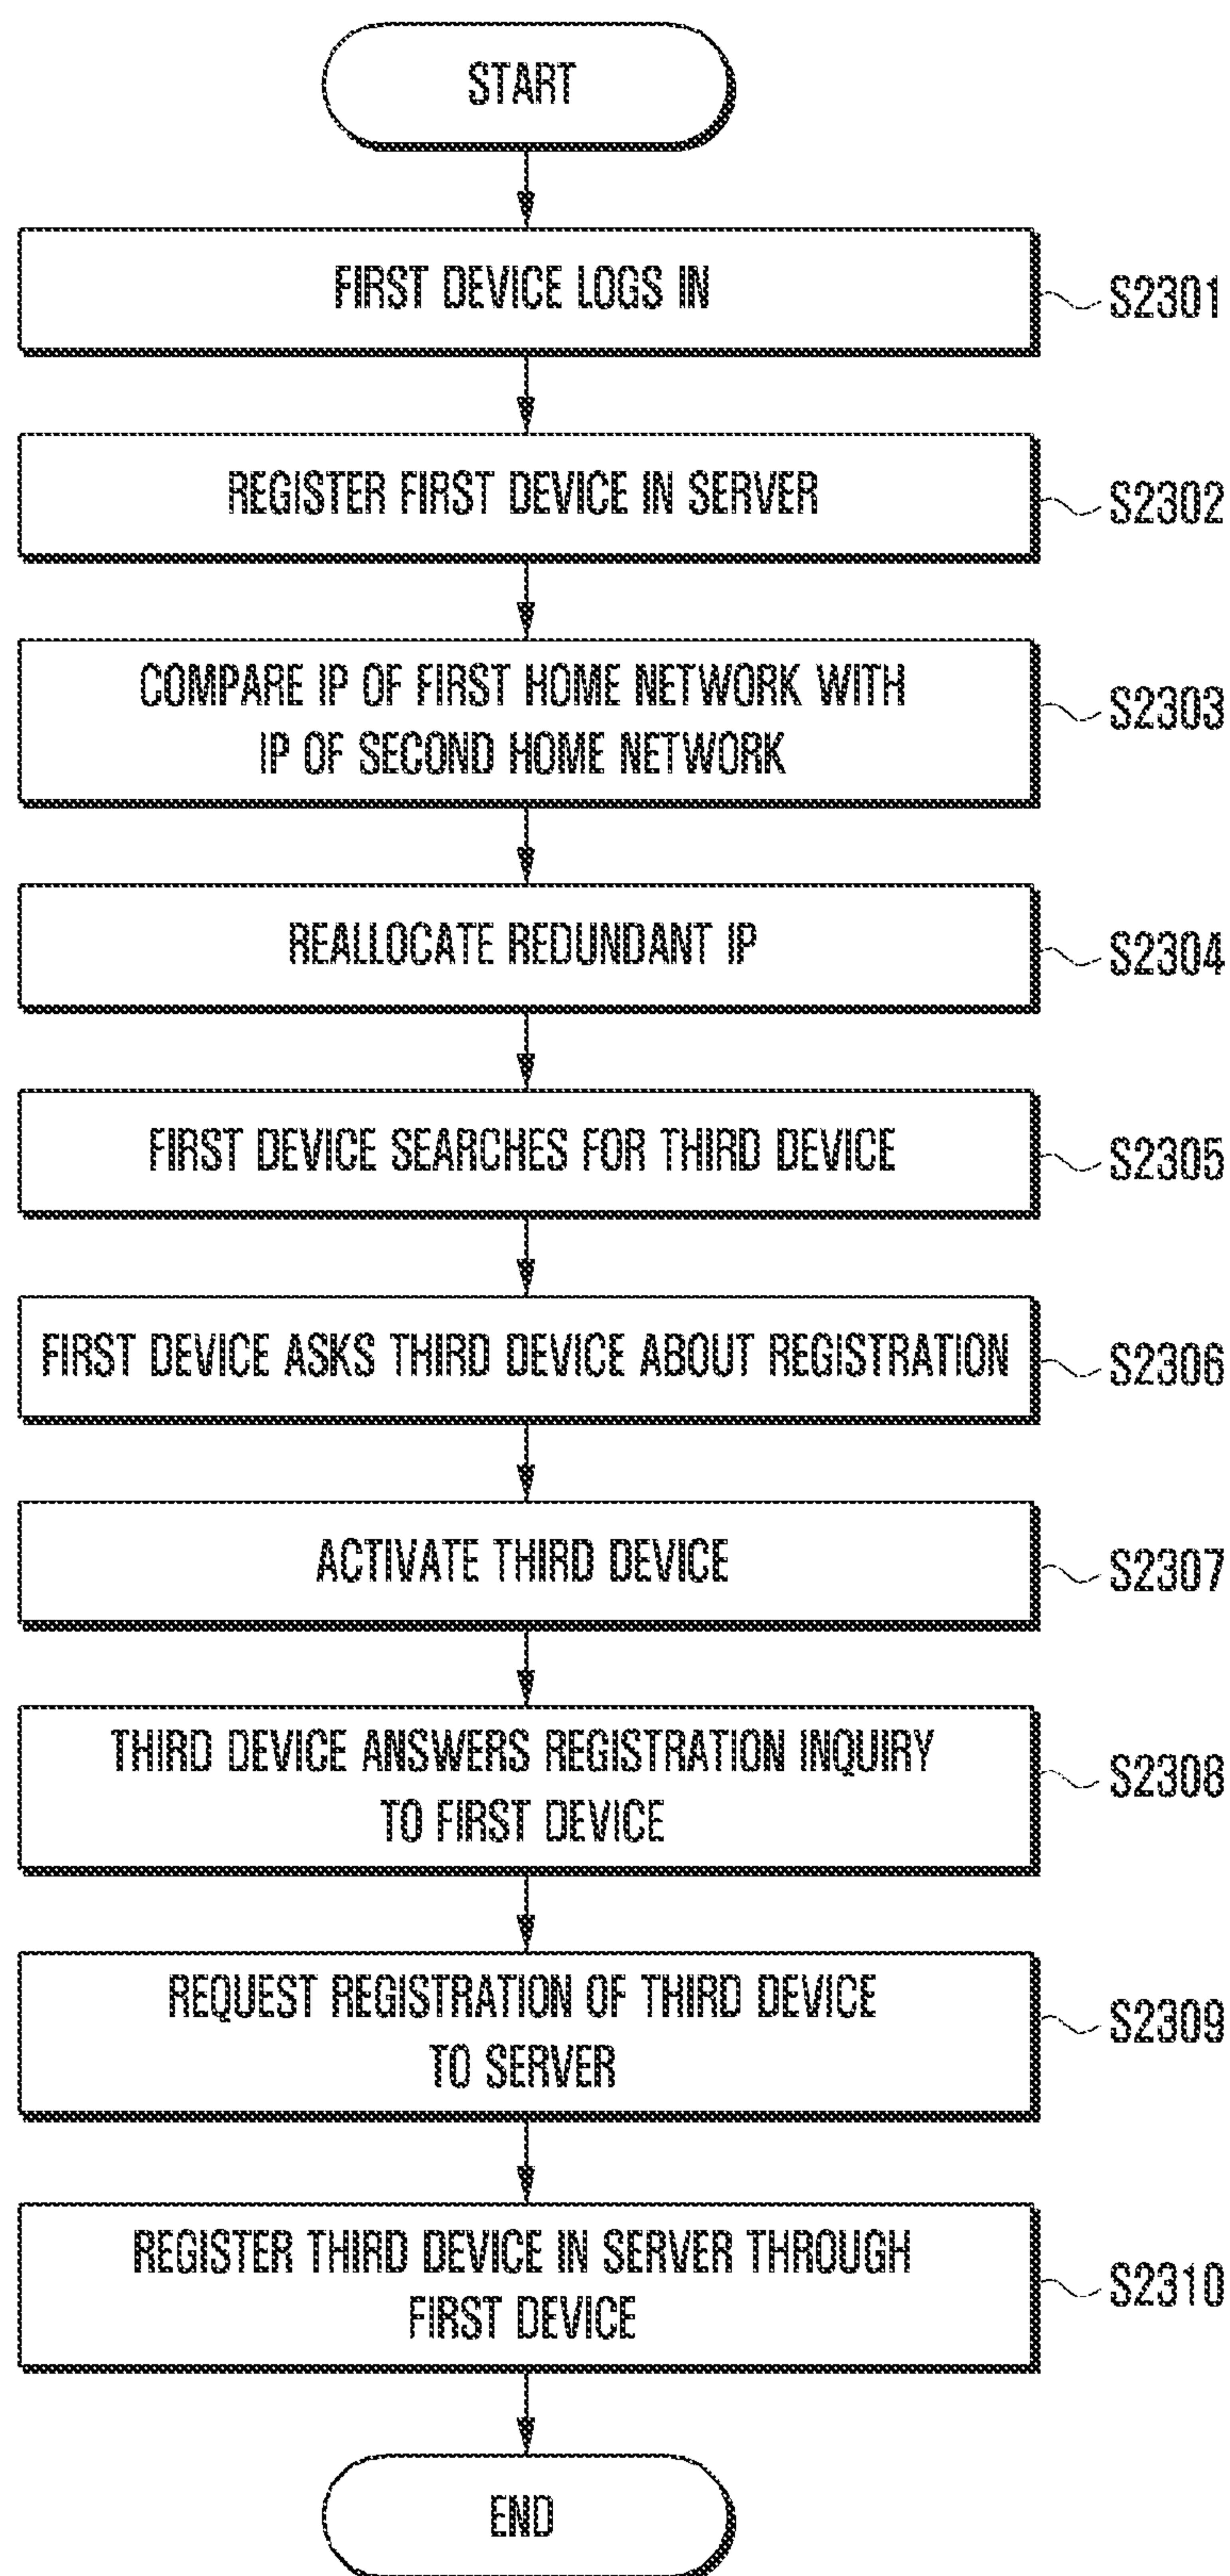 START
FIRST DEVICE LOGS IN
S2301
REGISTER FIRST DEVICE IN SERVER
S2302
COMPARE IP OF FIRST HOME NETWORK WITH
IP OF SECOND HOME NETWORK
S2303
REALLOCATE REDUNDANT IP
S2304
FIRST DEVICE SEARCHES FOR THIRD DEVICE
S2305
FIRST DEVICE ASKS THIRD DEVICE ABOUT REGISTRATION
S2306
ACTIVATE THIRD DEVICE
S2307
THIRD DEVICE ANSWERS REGISTRATION INQUIRY
TO FIRST DEVICE
S2308
REQUEST REGISTRATION OF THIRD DEVICE
TO SERVER
S2309
REGISTER THIRD DEVICE IN SERVER THROUGH
FIRST DEVICE
S2310
END